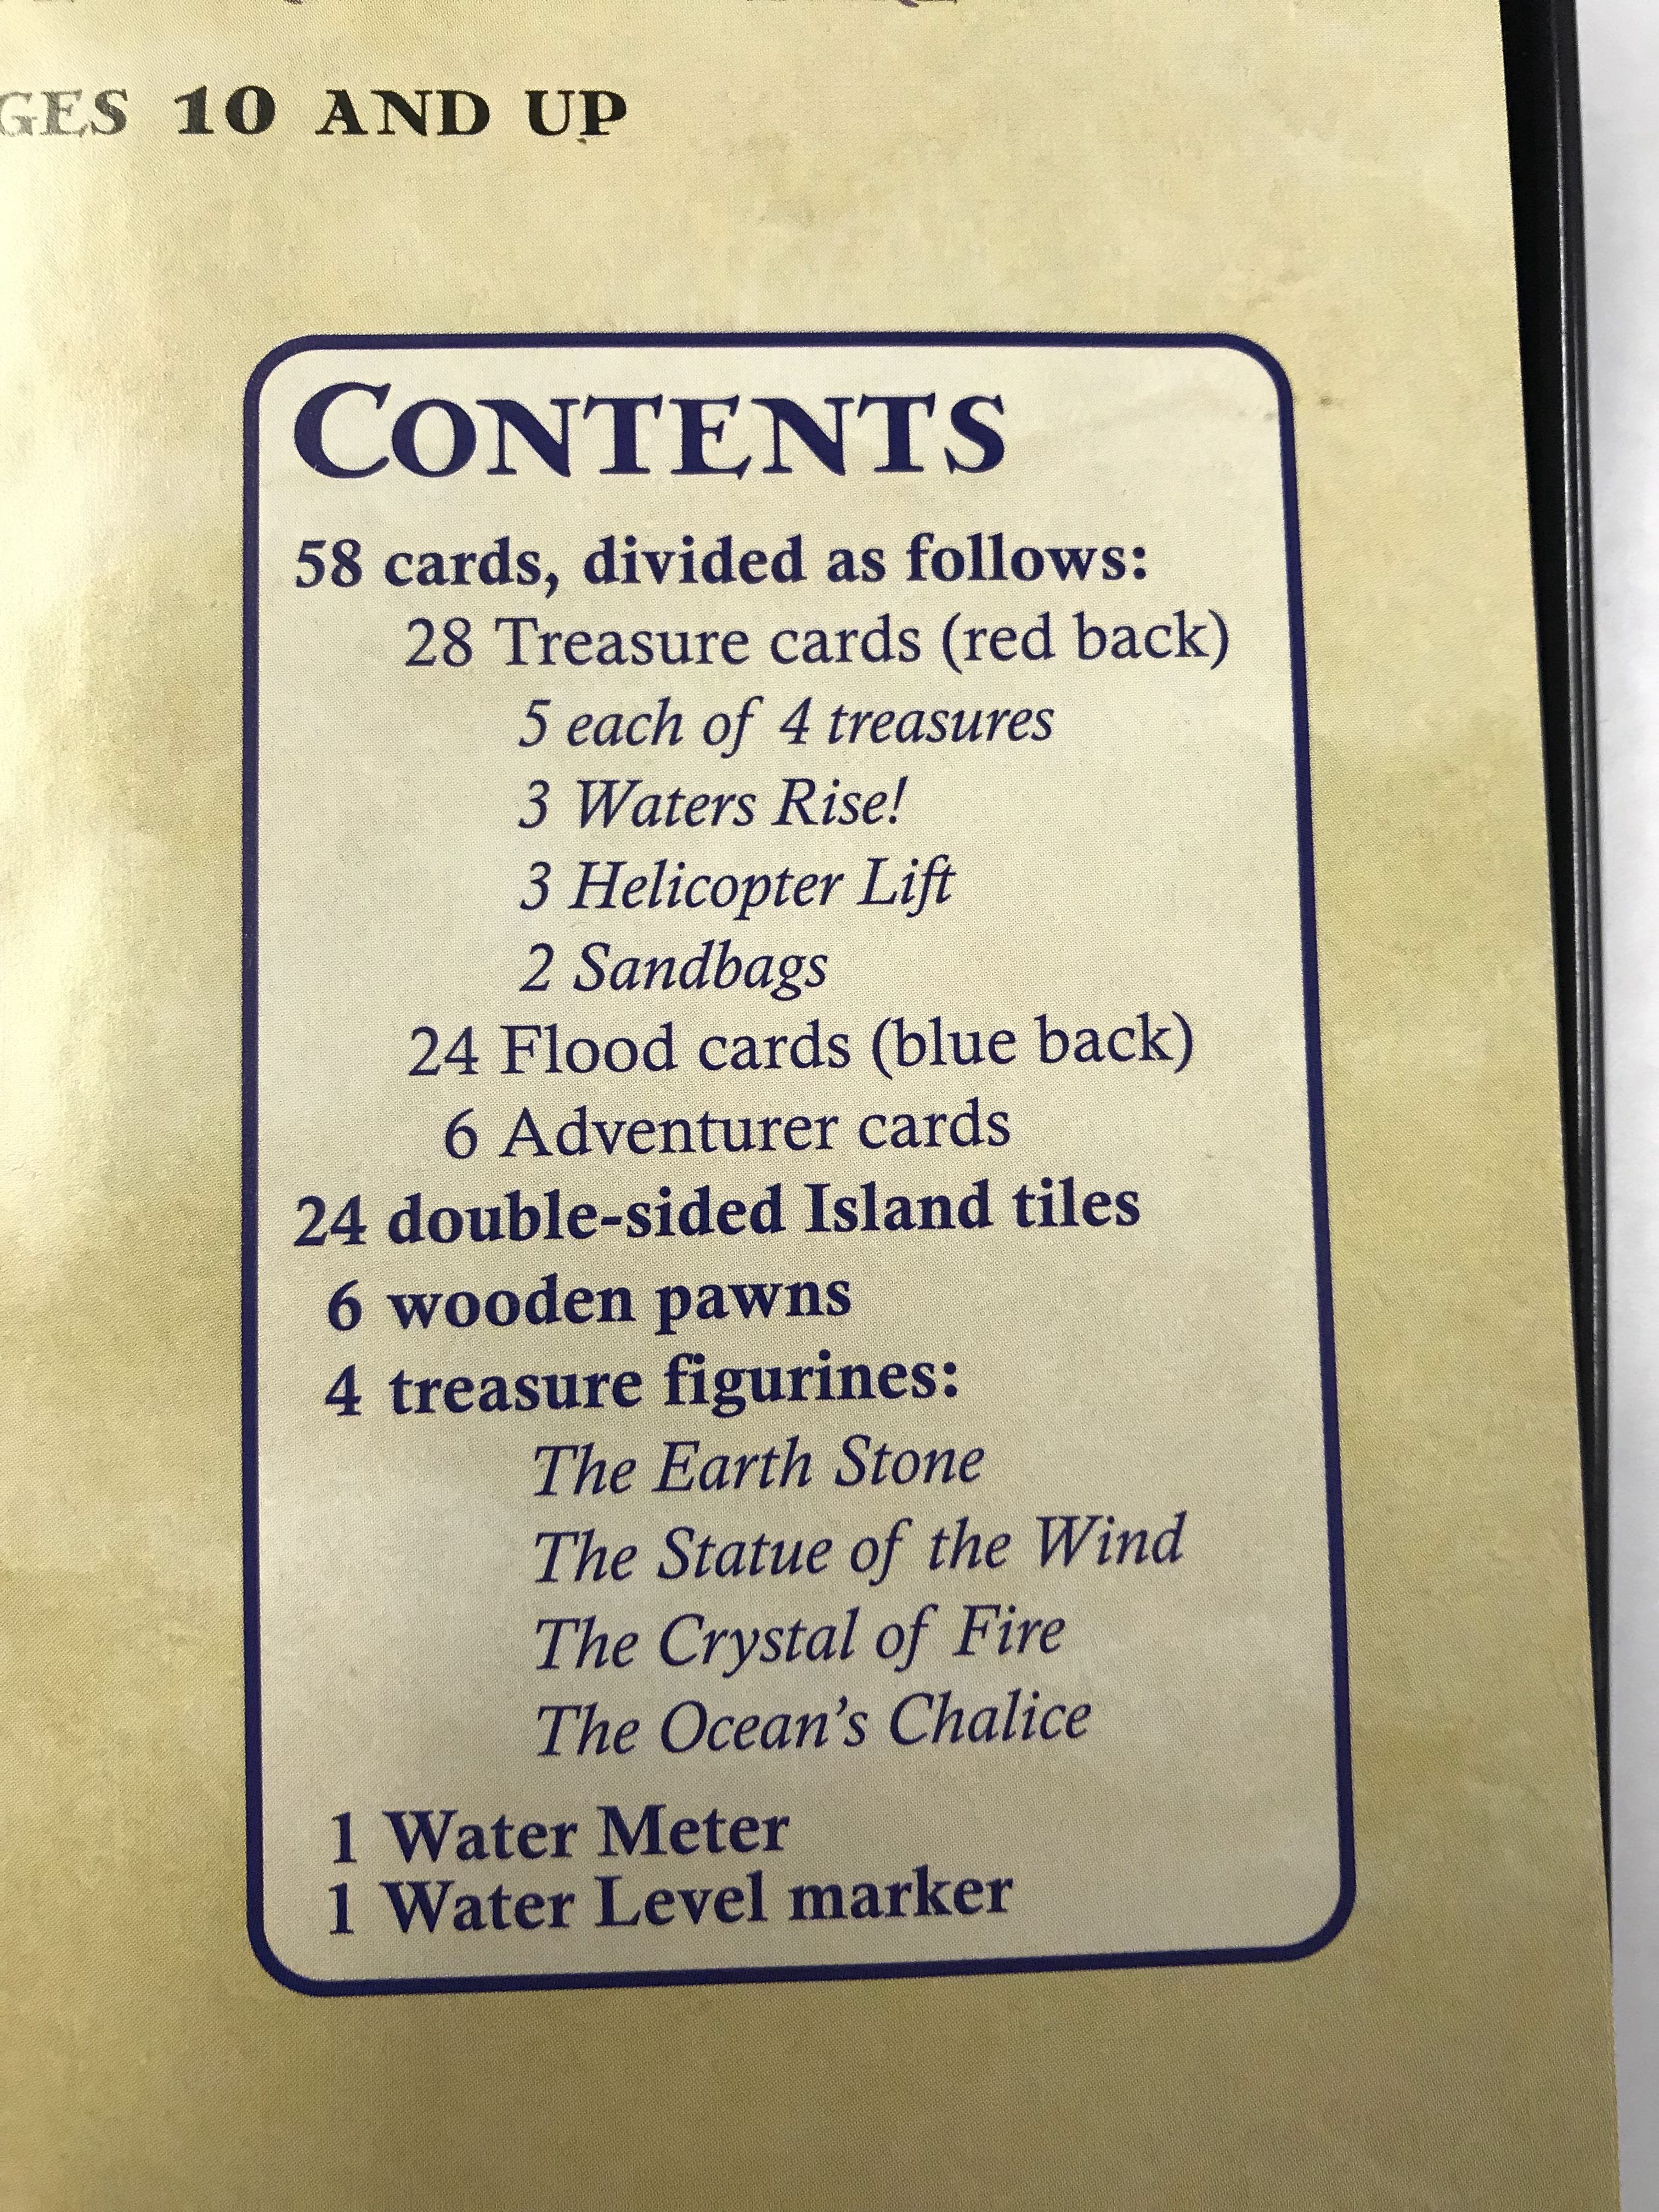 GES 10 AND UP
CONTENTS
58 cards, divided as follows:
28 Treasure cards (red back)
5 each of 4 treasures
3 Waters Rise!
3 Helicopter Lift
2 Sandbags
24 Flood cards (blue back)
6 Adventurer cards
24 double-sided Island tiles
6 wooden pawns
4 treasure figurines:
The Earth Stone
The Statue of the Wind
The Crystal of Fire
The Ocean's Chalice
1 Water Meter
1 Water Level marker